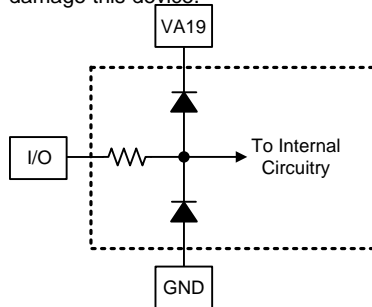 damage this device.
VA19
I/O
To Internal
Circuitry
GND